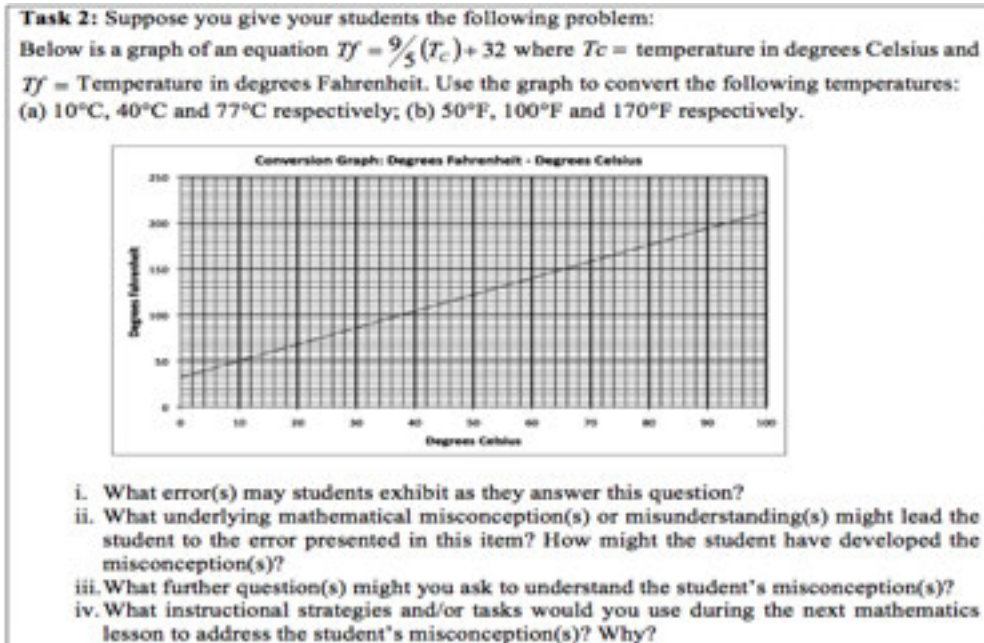 Task 2: Suppose you give your students the following problem:
Below is a graph of an equation Tf = 9/5 (Tc) + 32 where Tc = temperature in degrees Celsius and
Tf = Temperature in degrees Fahrenheit. Use the graph to convert the following temperatures:
(a) 10°C, 40°C and 77°C respectively; (b) 50°F, 100°F and 170°F respectively.
Conversion Graph: Degrees Fahrenheit - Degrees Celsius
250
200
150
100
50
0
Degrees Fahrenheit
0 10 20 30 40 50 60 70 80 90 100
Degrees Celsius
i. What error(s) may students exhibit as they answer this question?
ii. What underlying mathematical misconception(s) or misunderstanding(s) might lead the
student to the error presented in this item? How might the student have developed the
misconception(s)?
iii. What further question(s) might you ask to understand the student's misconception(s)?
iv. What instructional strategies and/or tasks would you use during the next mathematics
lesson to address the student's misconception(s)? Why?